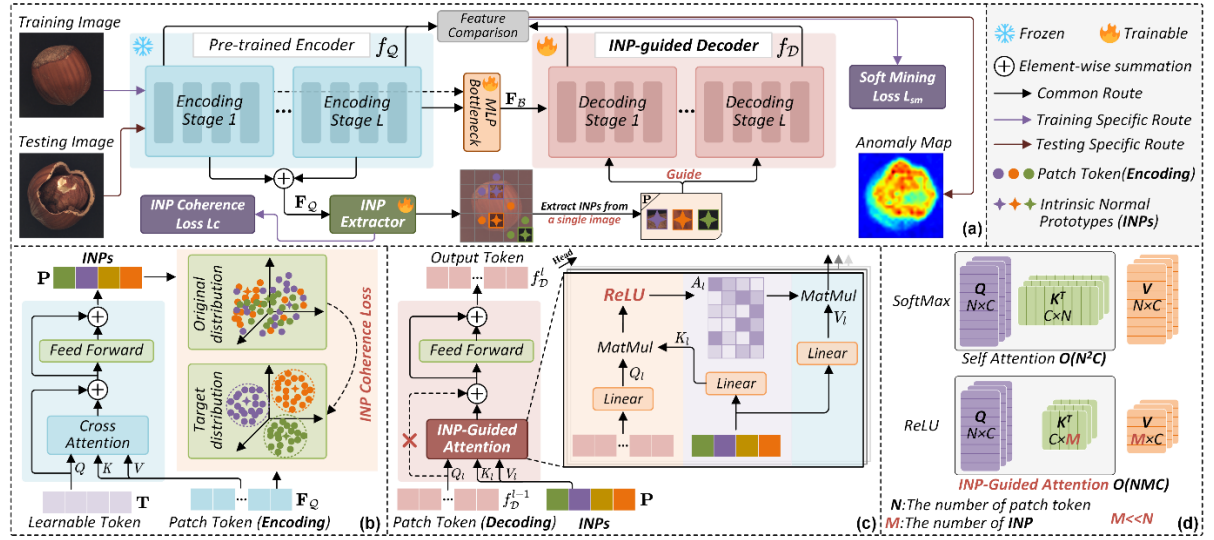 Training Image
Testing Image
Pre-trained Encoder
f_Q
Encoding Stage 1
...
Encoding Stage L
Feature Comparison
MLP Bottleneck
F_B
INP-guided Decoder
f_D
Decoding Stage 1
...
Decoding Stage L
Soft Mining Loss L_sm
Anomaly Map
F_Q
INP Coherence Loss Lc
INP Extractor
Extract INPs from
a single image
P
Guide
(a)
Frozen
Trainable
Element-wise summation
Common Route
Training Specific Route
Testing Specific Route
Patch Token(Encoding)
Intrinsic Normal
Prototypes (INPs)
INPs
P
Feed Forward
Cross Attention
Q
K
V
T
Learnable Token
...
F_Q
Patch Token (Encoding)
Original distribution
Target distribution
INP Coherence Loss
(b)
Output Token
...
f_D^l
Feed Forward
INP-Guided Attention
Q_l
K_l
V_l
...
f_D^{l-1}
P
Patch Token (Decoding)
INPs
Head
ReLU
A_l
MatMul
V_l
MatMul
K_l
Q_l
Linear
Linear
Linear
...
(c)
SoftMax
Q
N×C
K^T
C×N
V
N×C
Self Attention O(N²C)
ReLU
Q
N×C
K^T
C×M
V
M×C
INP-Guided Attention O(NMC)
N:The number of patch token
M:The number of INP
M<<N
(d)